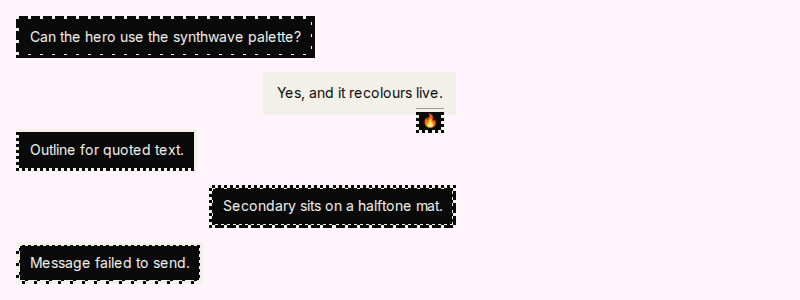 Can the hero use the synthwave palette?
Yes, and it recolours live.
🔥
Outline for quoted text.
Secondary sits on a halftone mat.
Message failed to send.